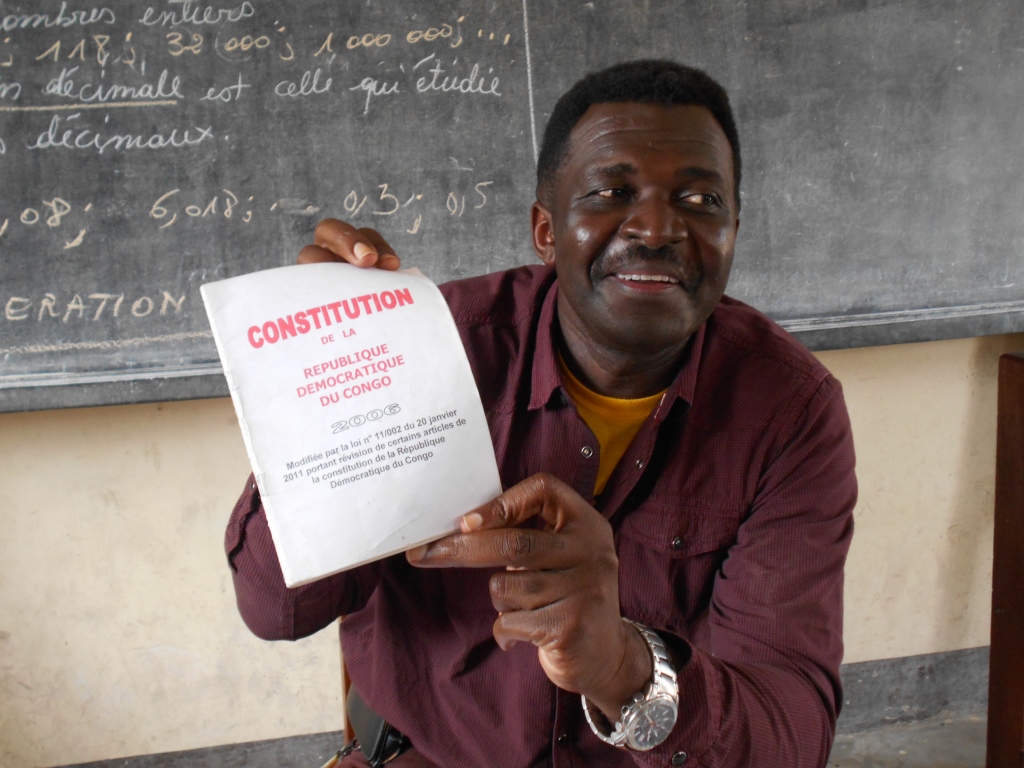 nombres entiers
; 118; 32 000; 1 000 000; ...
décimale est celle qui étudie
décimaux.
,08; 6,018; ... 0,3; 0,5
ERATION
CONSTITUTION
DE LA
REPUBLIQUE
DEMOCRATIQUE
DU CONGO
2006
Modifiée par la loi n° 11/002 du 20 janvier
2011 portant révision de certains articles de
la constitution de la République
Démocratique du Congo